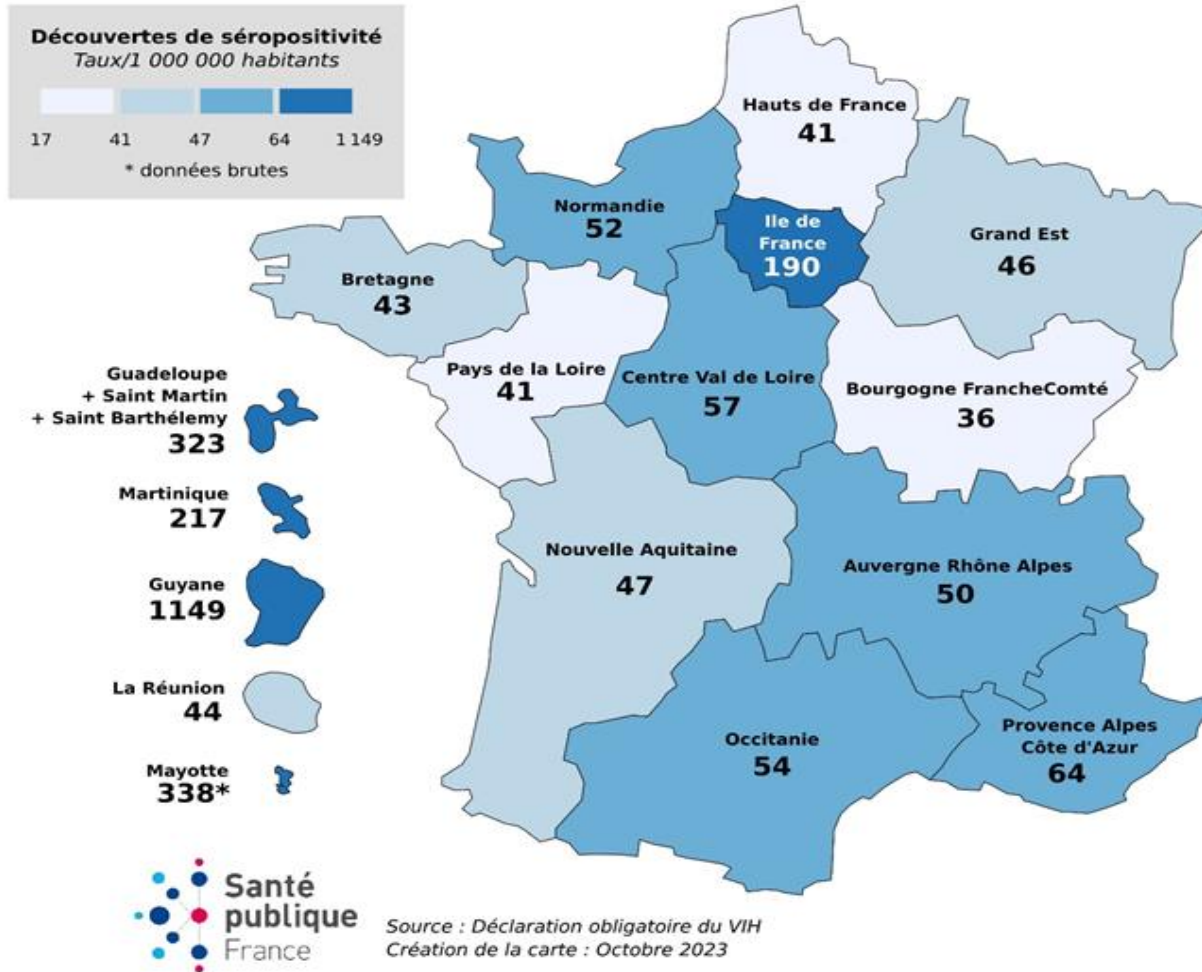 Découvertes de séropositivité
Taux/1 000 000 habitants
17 41 47 64 1 149
* données brutes
Hauts de France
41
Normandie
52
Ile de
France
190
Grand Est
46
Bretagne
43
Pays de la Loire
41
Centre Val de Loire
57
Bourgogne FrancheComté
36
Guadeloupe
+ Saint Martin
+ Saint Barthélemy
323
Martinique
217
Guyane
1149
La Réunion
44
Mayotte
338*
Nouvelle Aquitaine
47
Auvergne Rhône Alpes
50
Occitanie
54
Provence Alpes
Côte d'Azur
64
Santé
publique
France
Source : Déclaration obligatoire du VIH
Création de la carte : Octobre 2023